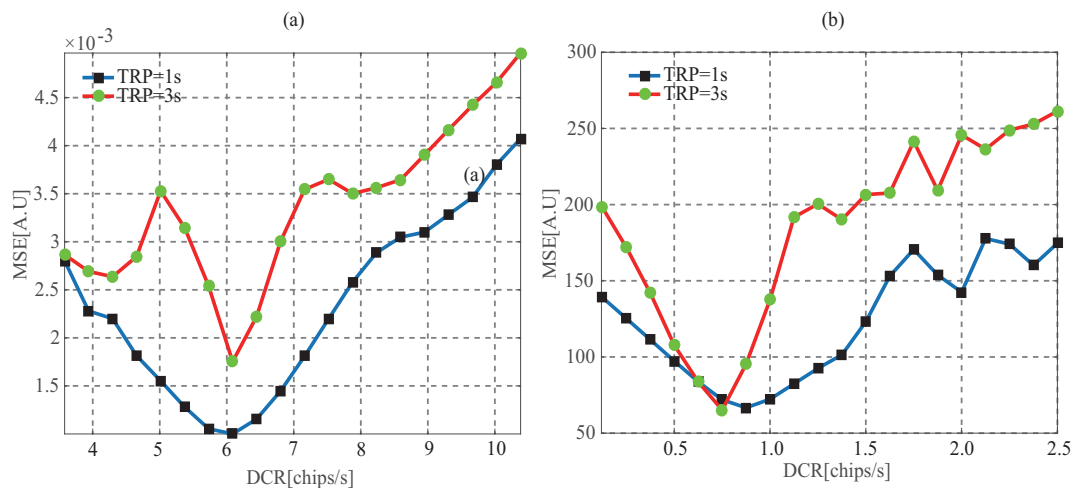 (a)
×10⁻³
TRP=1s
TRP=3s
4.5
4
3.5
3
2.5
2
1.5
MSE[A.U]
(a)
4 5 6 7 8 9 10
DCR[chips/s]
(b)
300
250
200
150
100
50
MSE[A.U]
TRP=1s
TRP=3s
0.5 1.0 1.5 2.0 2.5
DCR[chips/s]